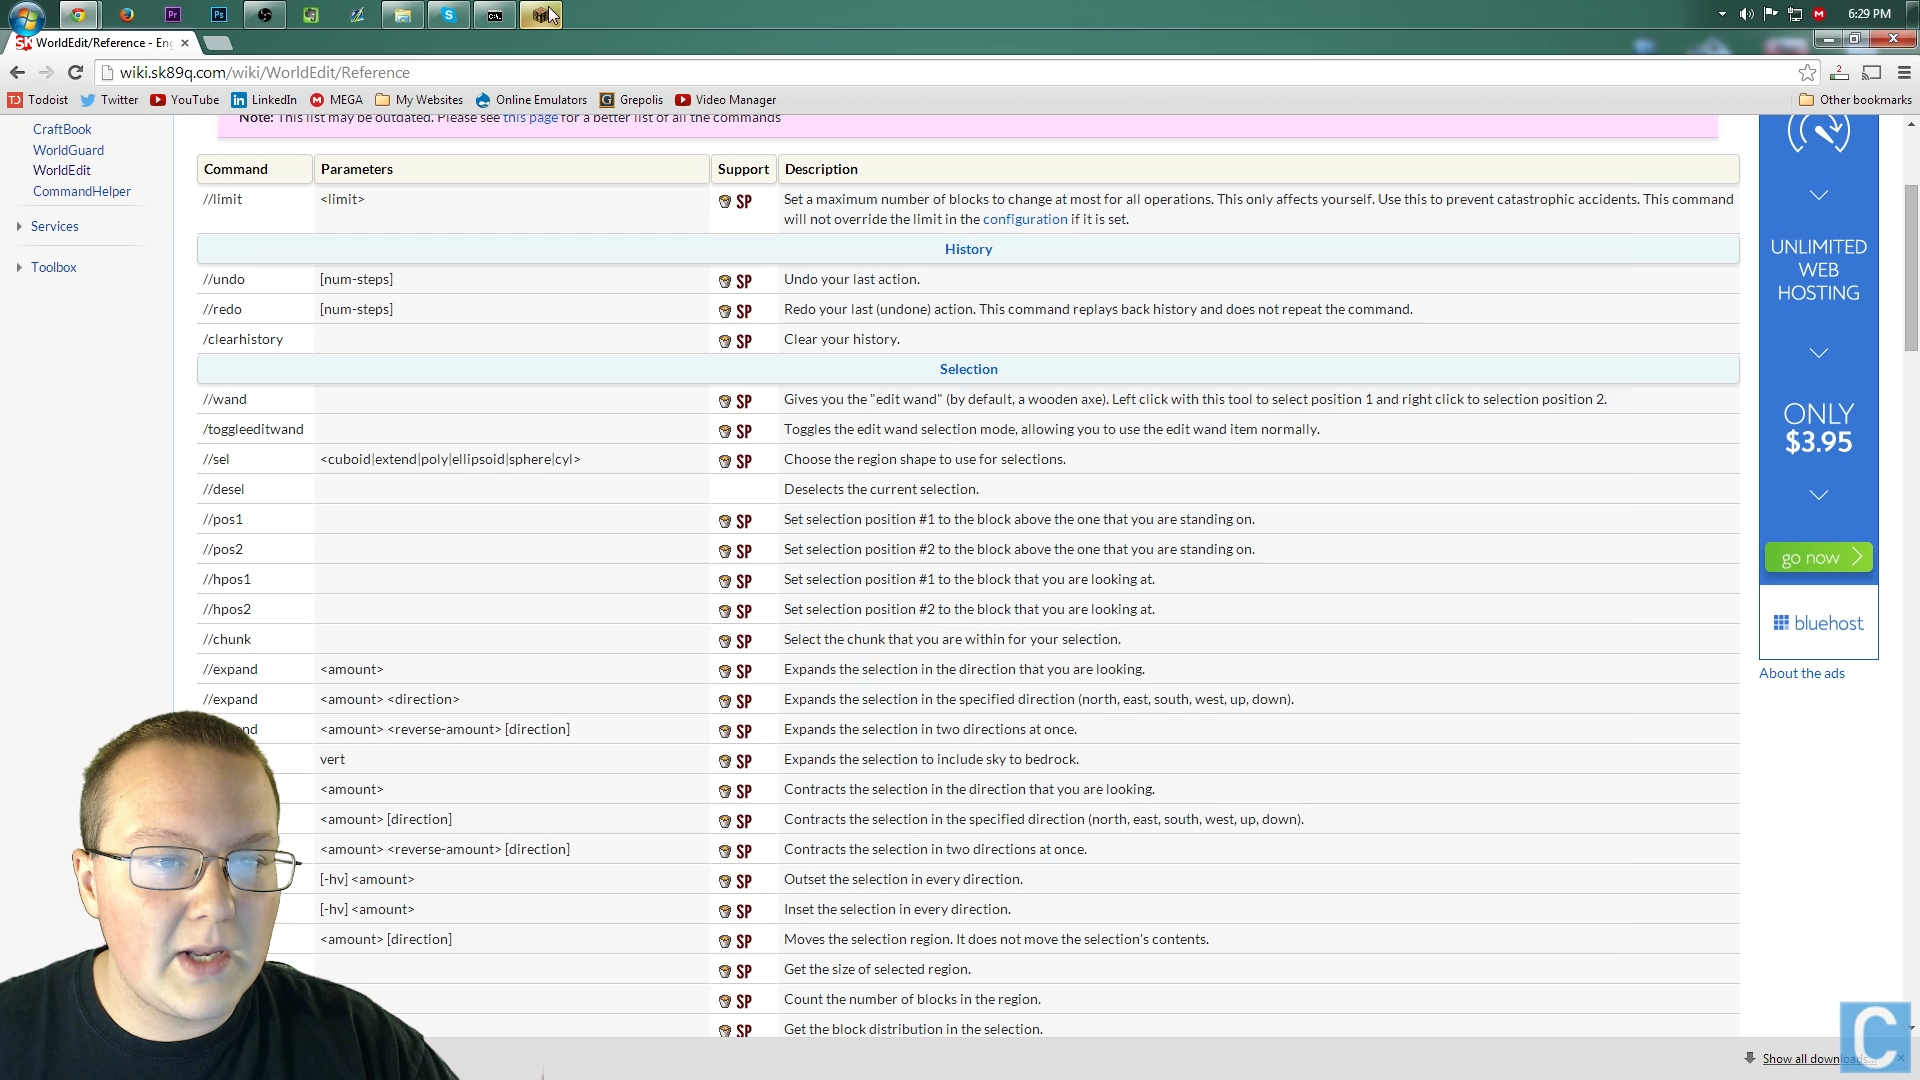 6:29 PM
WorldEdit/Reference - Eng
wiki.sk89q.com/wiki/WorldEdit/Reference
2
Todoist Twitter YouTube LinkedIn MEGA My Websites Online Emulators Grepolis Video Manager Other bookmarks
Note: This list may be outdated. Please see this page for a better list of all the commands
CraftBook
WorldGuard
WorldEdit
CommandHelper
Services
Toolbox
Command Parameters Support Description
//limit <limit> SP Set a maximum number of blocks to change at most for all operations. This only affects yourself. Use this to prevent catastrophic accidents. This command
will not override the limit in the configuration if it is set.
History
//undo [num-steps] SP Undo your last action.
//redo [num-steps] SP Redo your last (undone) action. This command replays back history and does not repeat the command.
/clearhistory SP Clear your history.
Selection
//wand SP Gives you the "edit wand" (by default, a wooden axe). Left click with this tool to select position 1 and right click to selection position 2.
/toggleeditwand SP Toggles the edit wand selection mode, allowing you to use the edit wand item normally.
//sel <cuboid|extend|poly|ellipsoid|sphere|cyl> SP Choose the region shape to use for selections.
//desel Deselects the current selection.
//pos1 SP Set selection position #1 to the block above the one that you are standing on.
//pos2 SP Set selection position #2 to the block above the one that you are standing on.
//hpos1 SP Set selection position #1 to the block that you are looking at.
//hpos2 SP Set selection position #2 to the block that you are looking at.
//chunk SP Select the chunk that you are within for your selection.
//expand <amount> SP Expands the selection in the direction that you are looking.
//expand <amount> <direction> SP Expands the selection in the specified direction (north, east, south, west, up, down).
nd <amount> <reverse-amount> [direction] SP Expands the selection in two directions at once.
vert SP Expands the selection to include sky to bedrock.
<amount> SP Contracts the selection in the direction that you are looking.
<amount> [direction] SP Contracts the selection in the specified direction (north, east, south, west, up, down).
<amount> <reverse-amount> [direction] SP Contracts the selection in two directions at once.
[-hv] <amount> SP Outset the selection in every direction.
[-hv] <amount> SP Inset the selection in every direction.
<amount> [direction] SP Moves the selection region. It does not move the selection's contents.
SP Get the size of selected region.
SP Count the number of blocks in the region.
SP Get the block distribution in the selection.
UNLIMITED
WEB
HOSTING
ONLY
$3.95
go now
bluehost
About the ads
Show all downloads...
C